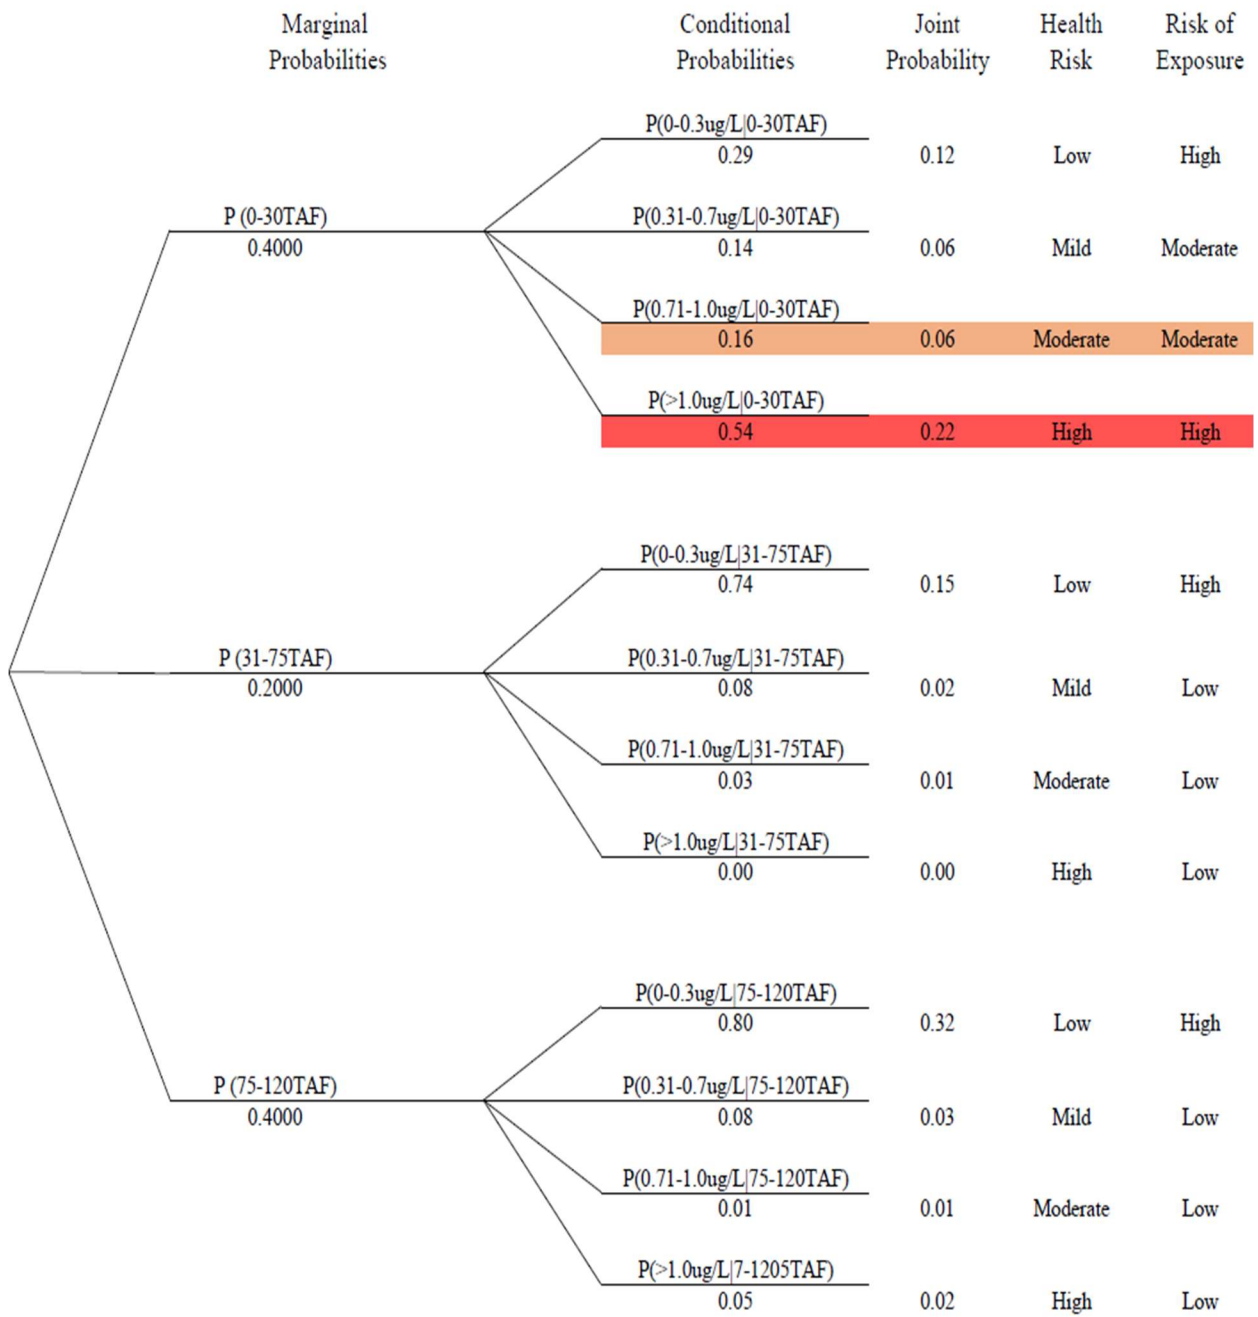 Marginal Conditional Joint Health Risk of
Probabilities Probabilities Probability Risk Exposure
P(0-0.3ug/L|0-30TAF)
0.29 0.12 Low High
P (0-30TAF) P(0.31-0.7ug/L|0-30TAF)
0.4000 0.14 0.06 Mild Moderate
P(0.71-1.0ug/L|0-30TAF)
0.16 0.06 Moderate Moderate
P(>1.0ug/L|0-30TAF)
0.54 0.22 High High
P(0-0.3ug/L|31-75TAF)
0.74 0.15 Low High
P (31-75TAF) P(0.31-0.7ug/L|31-75TAF)
0.2000 0.08 0.02 Mild Low
P(0.71-1.0ug/L|31-75TAF)
0.03 0.01 Moderate Low
P(>1.0ug/L|31-75TAF)
0.00 0.00 High Low
P(0-0.3ug/L|75-120TAF)
0.80 0.32 Low High
P (75-120TAF) P(0.31-0.7ug/L|75-120TAF)
0.4000 0.08 0.03 Mild Low
P(0.71-1.0ug/L|75-120TAF)
0.01 0.01 Moderate Low
P(>1.0ug/L|7-1205TAF)
0.05 0.02 High Low